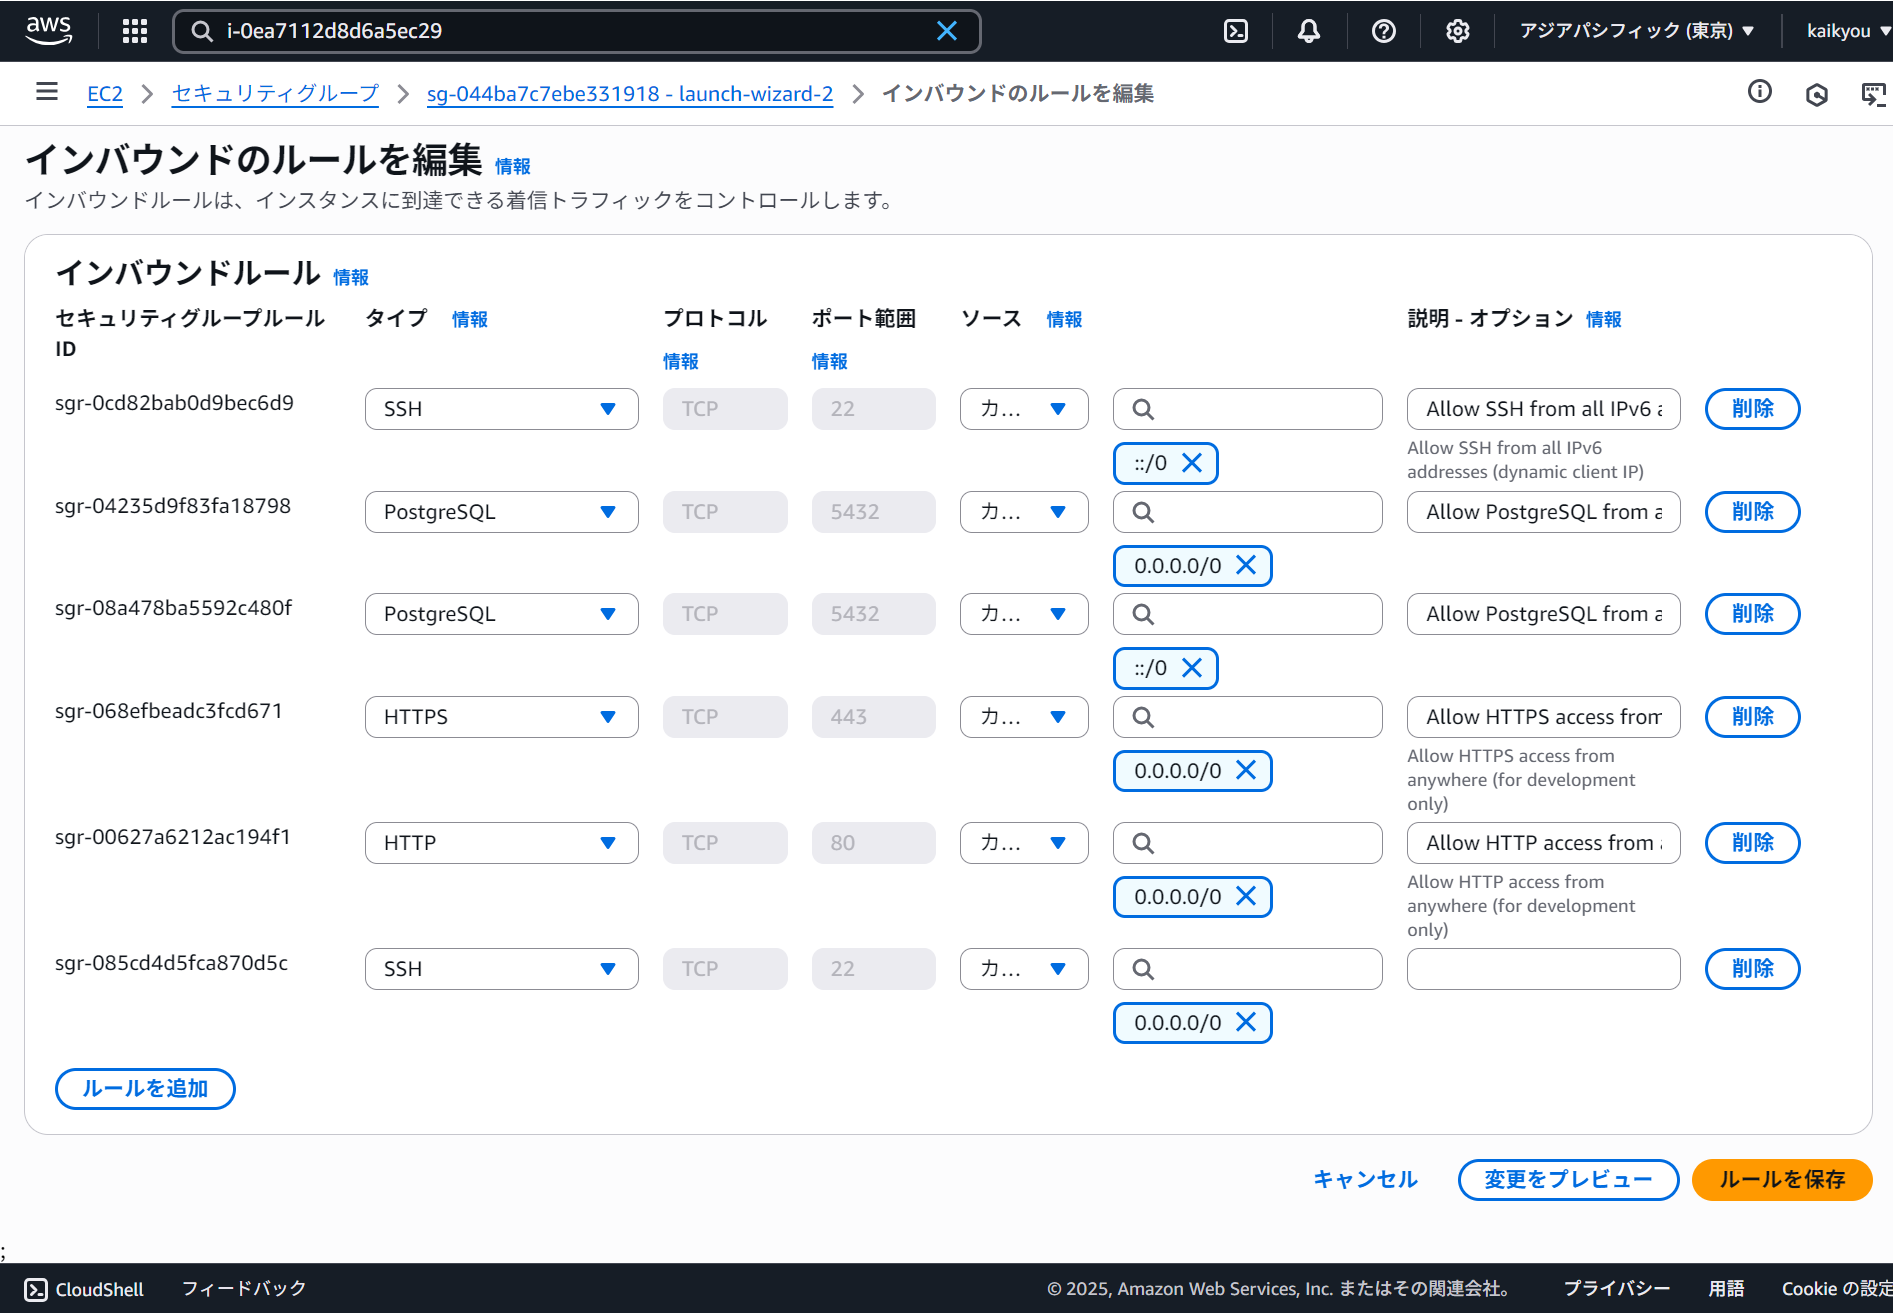 aws
i-0ea7112d8d6a5ec29
アジアパシフィック (東京)
kaikyou
EC2
セキュリティグループ
sg-044ba7c7ebe331918 - launch-wizard-2
インバウンドのルールを編集
インバウンドのルールを編集 情報
インバウンドルールは、インスタンスに到達できる着信トラフィックをコントロールします。
インバウンドルール 情報
セキュリティグループルール ID
タイプ 情報
プロトコル 情報
ポート範囲 情報
ソース 情報
説明 - オプション 情報
sgr-0cd82bab0d9bec6d9
SSH
TCP
22
カ...
Allow SSH from all IPv6 a
削除
::/0
Allow SSH from all IPv6
addresses (dynamic client IP)
sgr-04235d9f83fa18798
PostgreSQL
TCP
5432
カ...
Allow PostgreSQL from a
削除
0.0.0.0/0
sgr-08a478ba5592c480f
PostgreSQL
TCP
5432
カ...
Allow PostgreSQL from a
削除
::/0
sgr-068efbeadc3fcd671
HTTPS
TCP
443
カ...
Allow HTTPS access from
削除
0.0.0.0/0
Allow HTTPS access from
anywhere (for development
only)
sgr-00627a6212ac194f1
HTTP
TCP
80
カ...
Allow HTTP access from a
削除
0.0.0.0/0
Allow HTTP access from
anywhere (for development
only)
sgr-085cd4d5fca870d5c
SSH
TCP
22
カ...
削除
0.0.0.0/0
ルールを追加
キャンセル
変更をプレビュー
ルールを保存
;
CloudShell
フィードバック
© 2025, Amazon Web Services, Inc. またはその関連会社。
プライバシー
用語
Cookie の設定